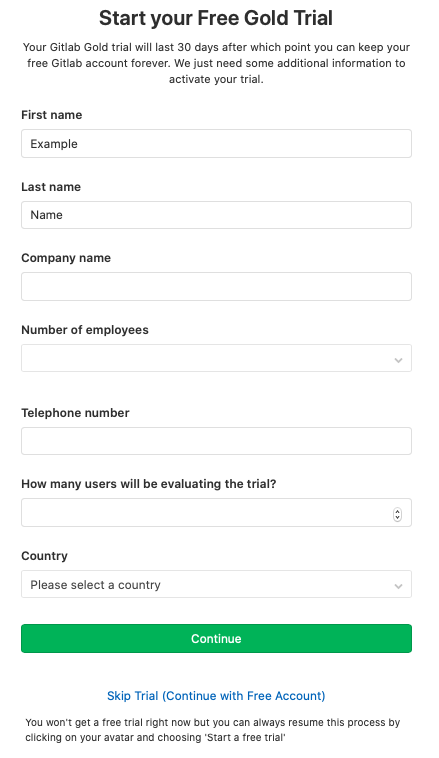 Start your Free Gold Trial
Your Gitlab Gold trial will last 30 days after which point you can keep your
free Gitlab account forever. We just need some additional information to
activate your trial.
First name
Example
Last name
Name
Company name
Number of employees
Telephone number
How many users will be evaluating the trial?
Country
Please select a country
Continue
Skip Trial (Continue with Free Account)
You won't get a free trial right now but you can always resume this process by
clicking on your avatar and choosing 'Start a free trial'